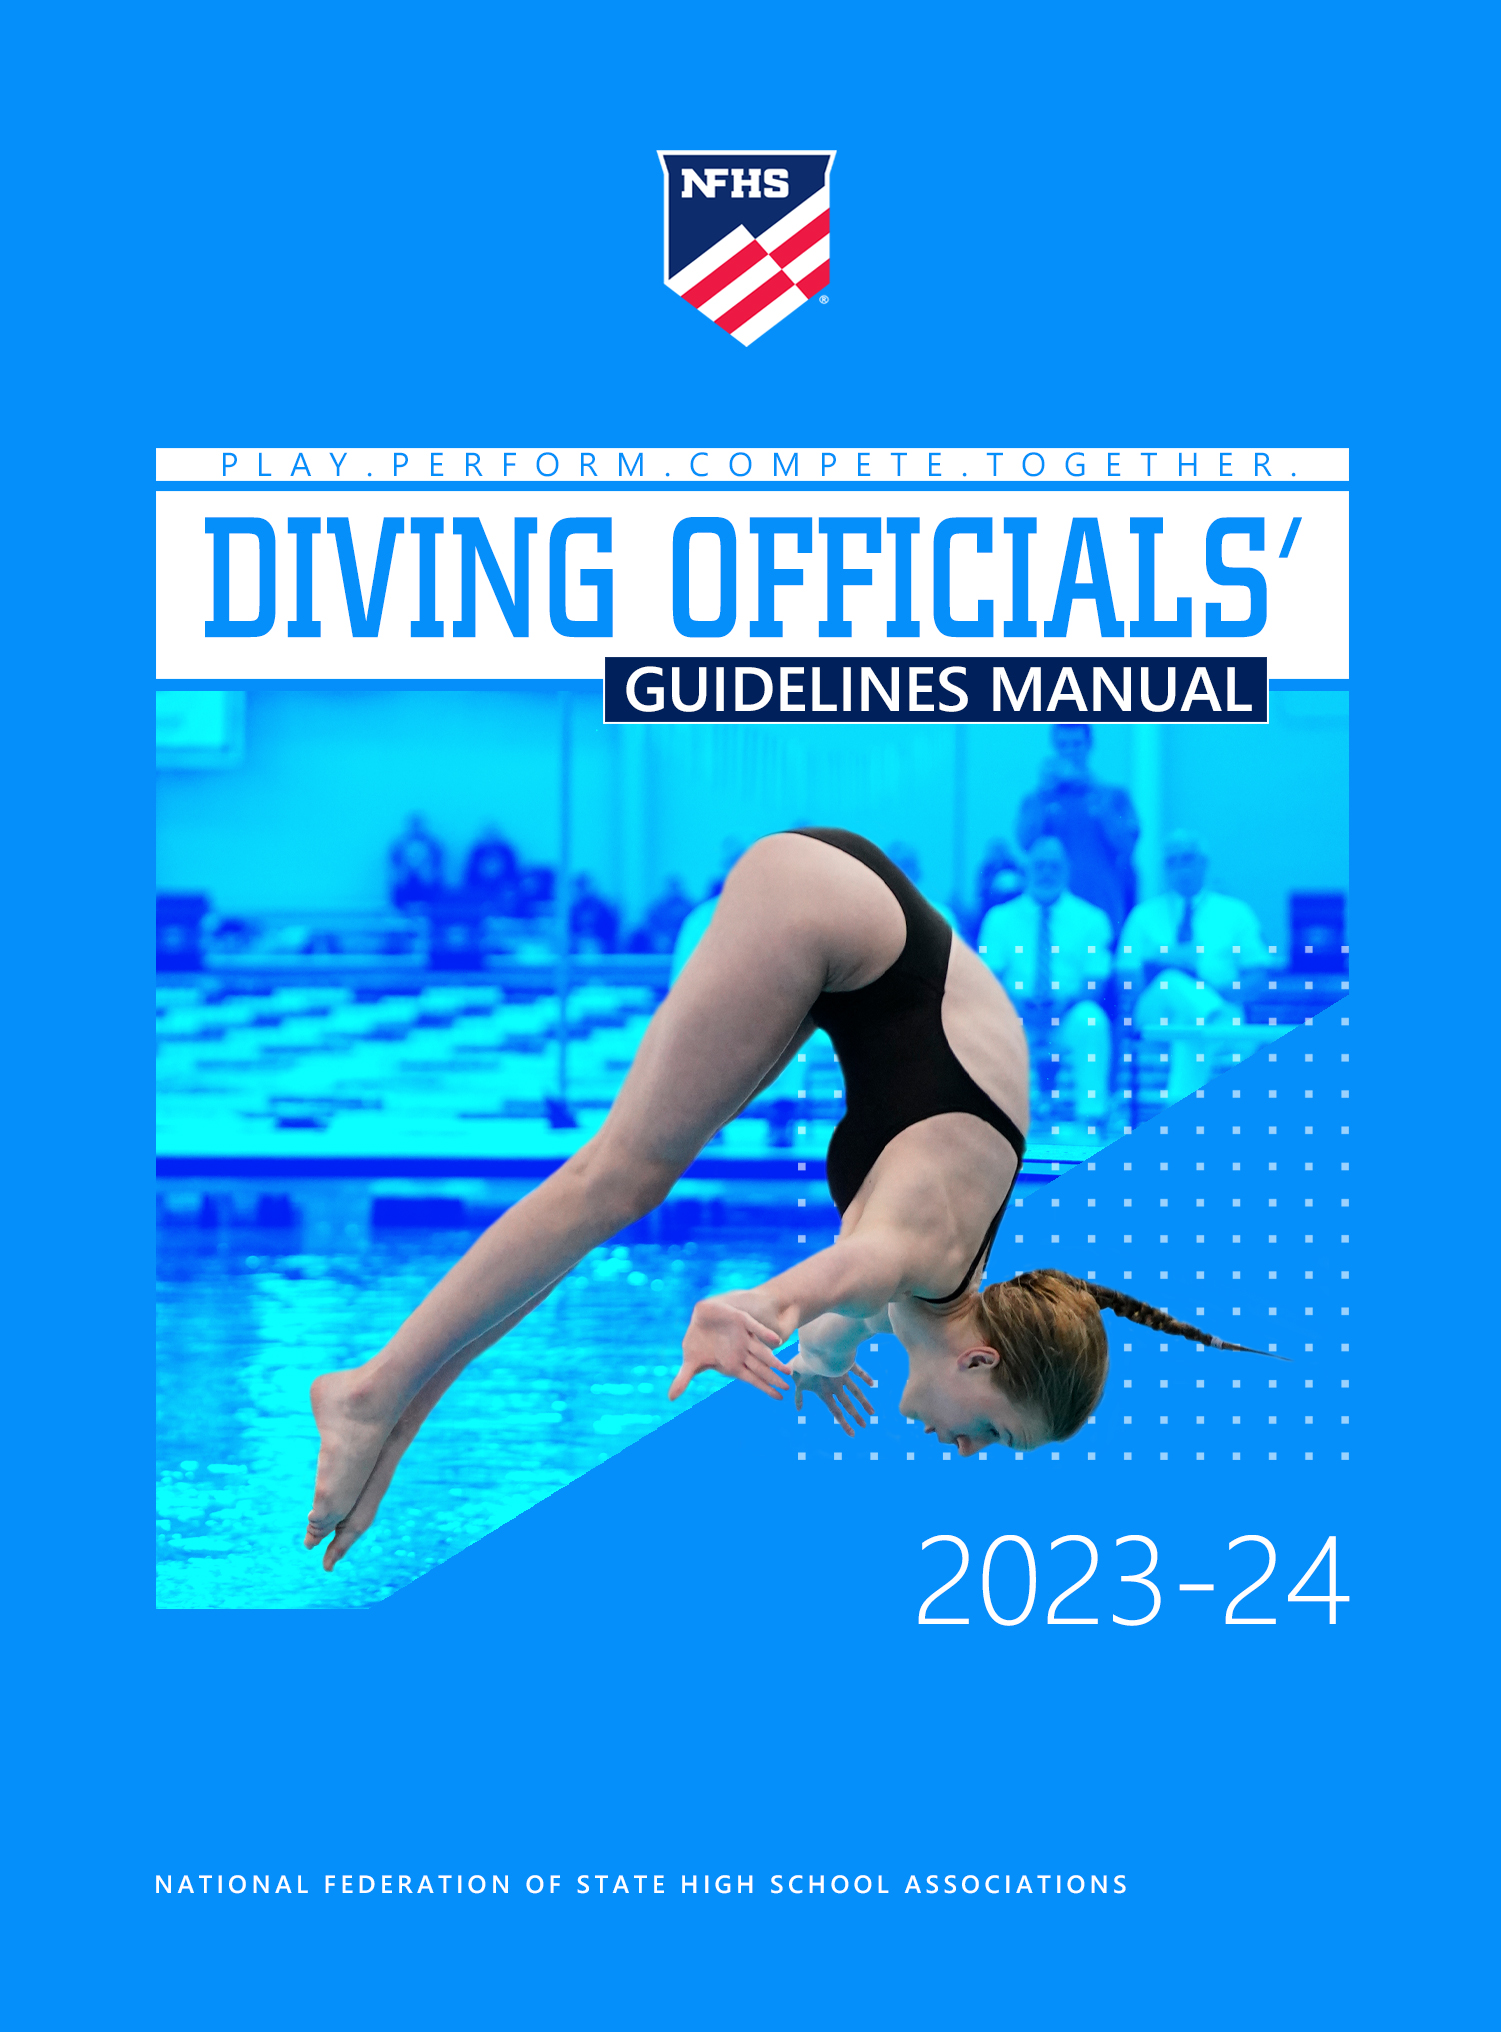 NFHS
®
PLAY.PERFORM.COMPETE.TOGETHER.
DIVING OFFICIALS'
GUIDELINES MANUAL
2023-24
NATIONAL FEDERATION OF STATE HIGH SCHOOL ASSOCIATIONS